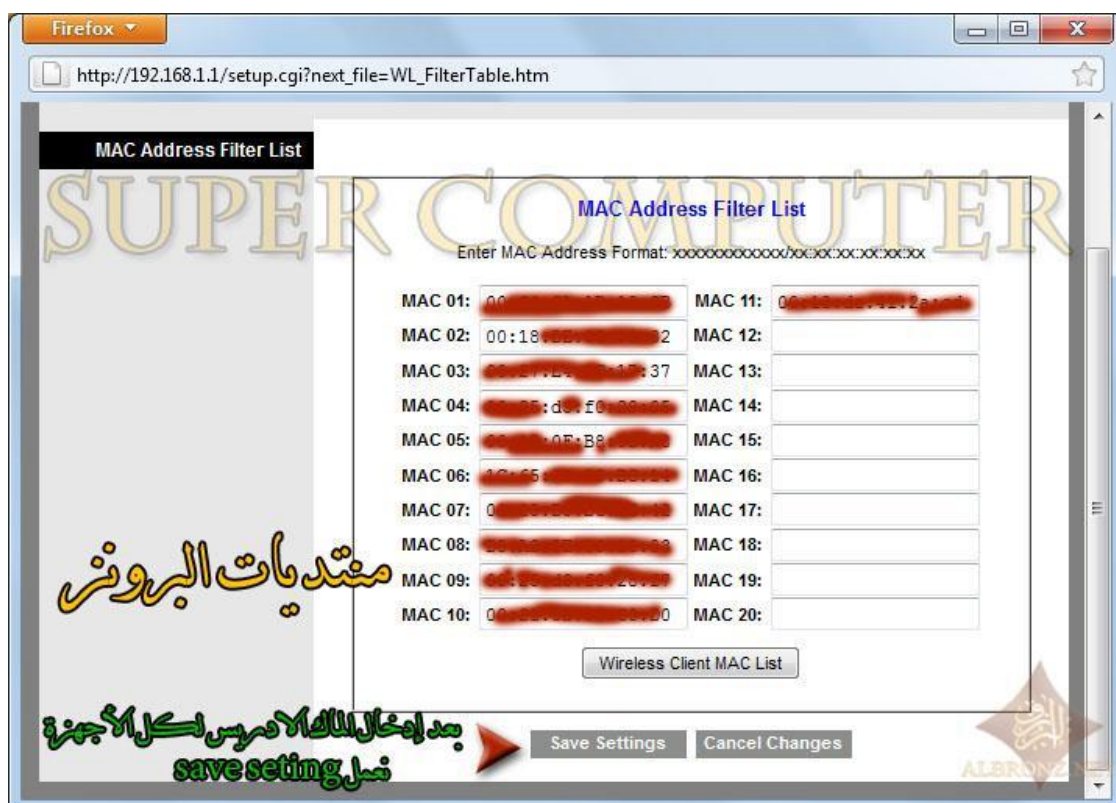 Firefox
http://192.168.1.1/setup.cgi?next_file=WL_FilterTable.htm
MAC Address Filter List
SUPER COMPUTER
MAC Address Filter List
Enter MAC Address Format: xxxxxxxxxxxx/xx:xx:xx:xx:xx:xx
MAC 01: MAC 11:
MAC 02: 00:18 MAC 12:
MAC 03: 37 MAC 13:
MAC 04: MAC 14:
MAC 05: MAC 15:
MAC 06: MAC 16:
MAC 07: MAC 17:
MAC 08: MAC 18:
MAC 09: MAC 19:
MAC 10: MAC 20:
منتديات البرونز
Wireless Client MAC List
بعد إدخال الماك الادريس لكل الأجهزة
نعمل save seting
Save Settings Cancel Changes